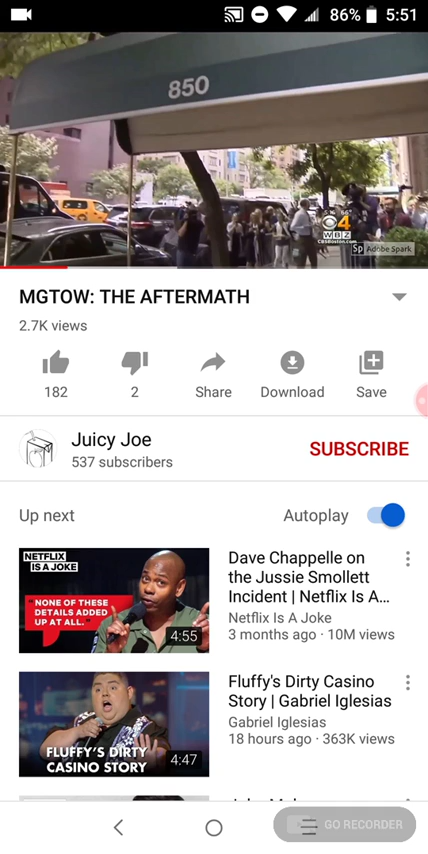 86% 5:51
850
5:16 66°
CBS 4
WBZ
CBSBoston.com
Sp Adobe Spark
MGTOW: THE AFTERMATH
2.7K views
182
2
Share
Download
Save
Juicy Joe
537 subscribers
SUBSCRIBE
Up next
Autoplay
NETFLIX
IS A JOKE
"NONE OF THESE
DETAILS ADDED
UP AT ALL."
4:55
Dave Chappelle on
the Jussie Smollett
Incident | Netflix Is A...
Netflix Is A Joke
3 months ago · 10M views
FLUFFY'S DIRTY
CASINO STORY
4:47
Fluffy's Dirty Casino
Story | Gabriel Iglesias
Gabriel Iglesias
18 hours ago · 363K views
GO RECORDER